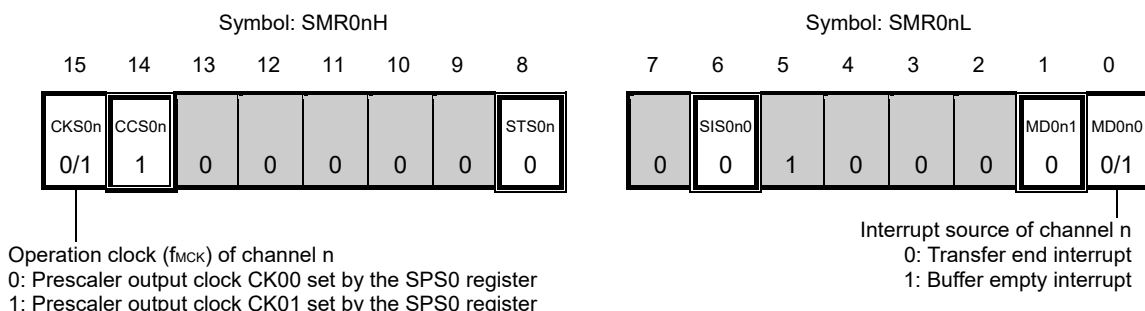 Symbol: SMR0nH Symbol: SMR0nL
15 14 13 12 11 10 9 8 7 6 5 4 3 2 1 0
CKS0n CCS0n STS0n SIS0n0 MD0n1 MD0n0
0/1 1 0 0 0 0 0 0 0 0 1 0 0 0 0 0/1
Operation clock (fMCK) of channel n
0: Prescaler output clock CK00 set by the SPS0 register
1: Prescaler output clock CK01 set by the SPS0 register
Interrupt source of channel n
0: Transfer end interrupt
1: Buffer empty interrupt